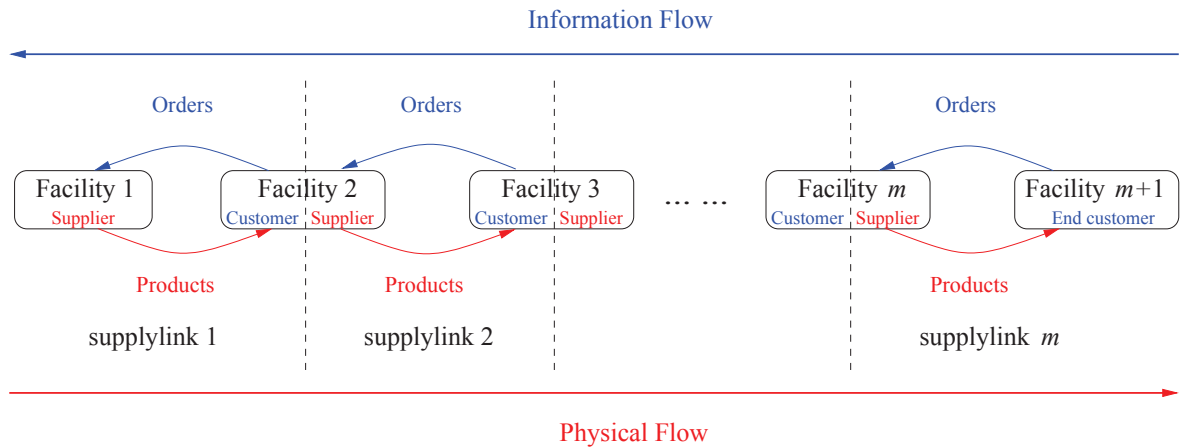 Information Flow
Orders Orders Orders
Facility 1 Facility 2 Facility 3 ... ... Facility m Facility m+1
Supplier Customer Supplier Customer Supplier Customer Supplier End customer
Products Products Products
supplylink 1 supplylink 2 supplylink m
Physical Flow